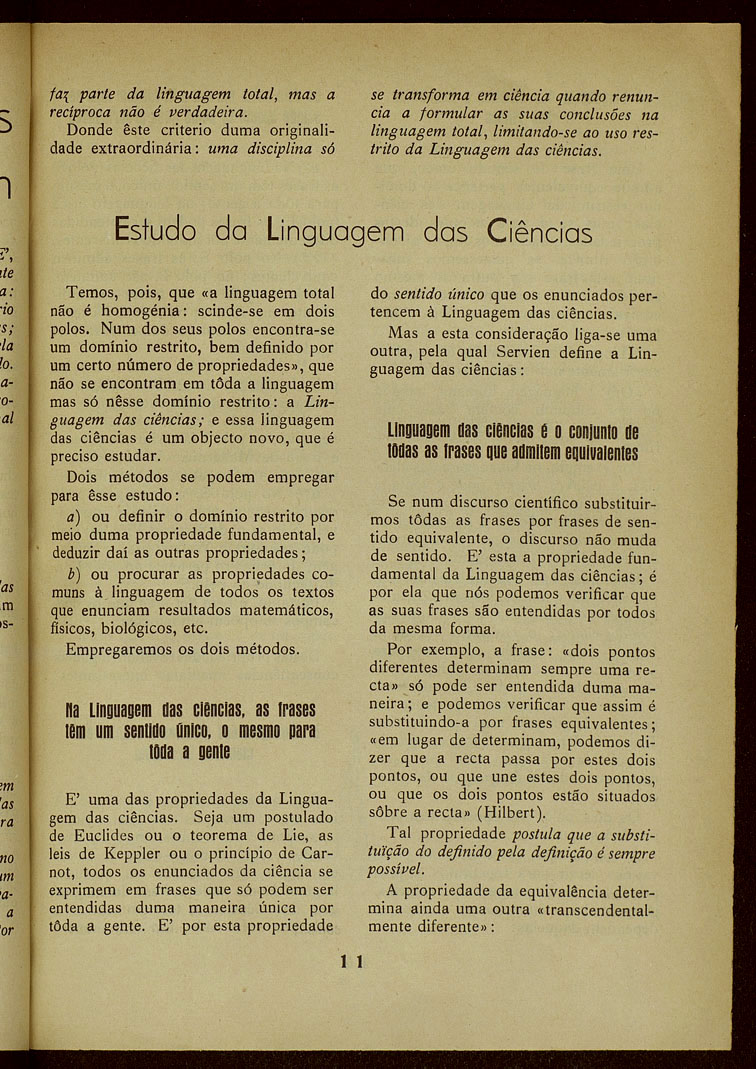 faz parte da linguagem total, mas a
recíproca não é verdadeira.
Donde êste criterio duma originali-
dade extraordinária: uma disciplina só
se transforma em ciência quando renun-
cia a formular as suas conclusões na
linguagem total, limitando-se ao uso res-
trito da Linguagem das ciências.
Estudo da Linguagem das Ciências
Temos, pois, que «a linguagem total
não é homogénia: scinde-se em dois
polos. Num dos seus polos encontra-se
um domínio restrito, bem definido por
um certo número de propriedades», que
não se encontram em tôda a linguagem
mas só nêsse domínio restrito: a Lin-
guagem das ciências; e essa linguagem
das ciências é um objecto novo, que é
preciso estudar.
Dois métodos se podem empregar
para êsse estudo:
a) ou definir o domínio restrito por
meio duma propriedade fundamental, e
deduzir daí as outras propriedades;
b) ou procurar as propriedades co-
muns à linguagem de todos os textos
que enunciam resultados matemáticos,
físicos, biológicos, etc.
Empregaremos os dois métodos.
Na Linguagem das ciências, as frases
têm um sentido único, o mesmo para
tôda a gente
E' uma das propriedades da Lingua-
gem das ciências. Seja um postulado
de Euclides ou o teorema de Lie, as
leis de Keppler ou o princípio de Car-
not, todos os enunciados da ciência se
exprimem em frases que só podem ser
entendidas duma maneira única por
tôda a gente. E' por esta propriedade
do sentido único que os enunciados per-
tencem à Linguagem das ciências.
Mas a esta consideração liga-se uma
outra, pela qual Servien define a Lin-
guagem das ciências:
Linguagem das ciências é o conjunto de
tôdas as frases que admitem equivalentes
Se num discurso científico substituir-
mos tôdas as frases por frases de sen-
tido equivalente, o discurso não muda
de sentido. E' esta a propriedade fun-
damental da Linguagem das ciências; é
por ela que nós podemos verificar que
as suas frases são entendidas por todos
da mesma forma.
Por exemplo, a frase: «dois pontos
diferentes determinam sempre uma re-
cta» só pode ser entendida duma ma-
neira; e podemos verificar que assim é
substituindo-a por frases equivalentes;
«em lugar de determinam, podemos di-
zer que a recta passa por estes dois
pontos, ou que une estes dois pontos,
ou que os dois pontos estão situados
sôbre a recta» (Hilbert).
Tal propriedade postula que a substi-
tuïção do definido pela definição é sempre
possível.
A propriedade da equivalência deter-
mina ainda uma outra «transcendental-
mente diferente»:
11